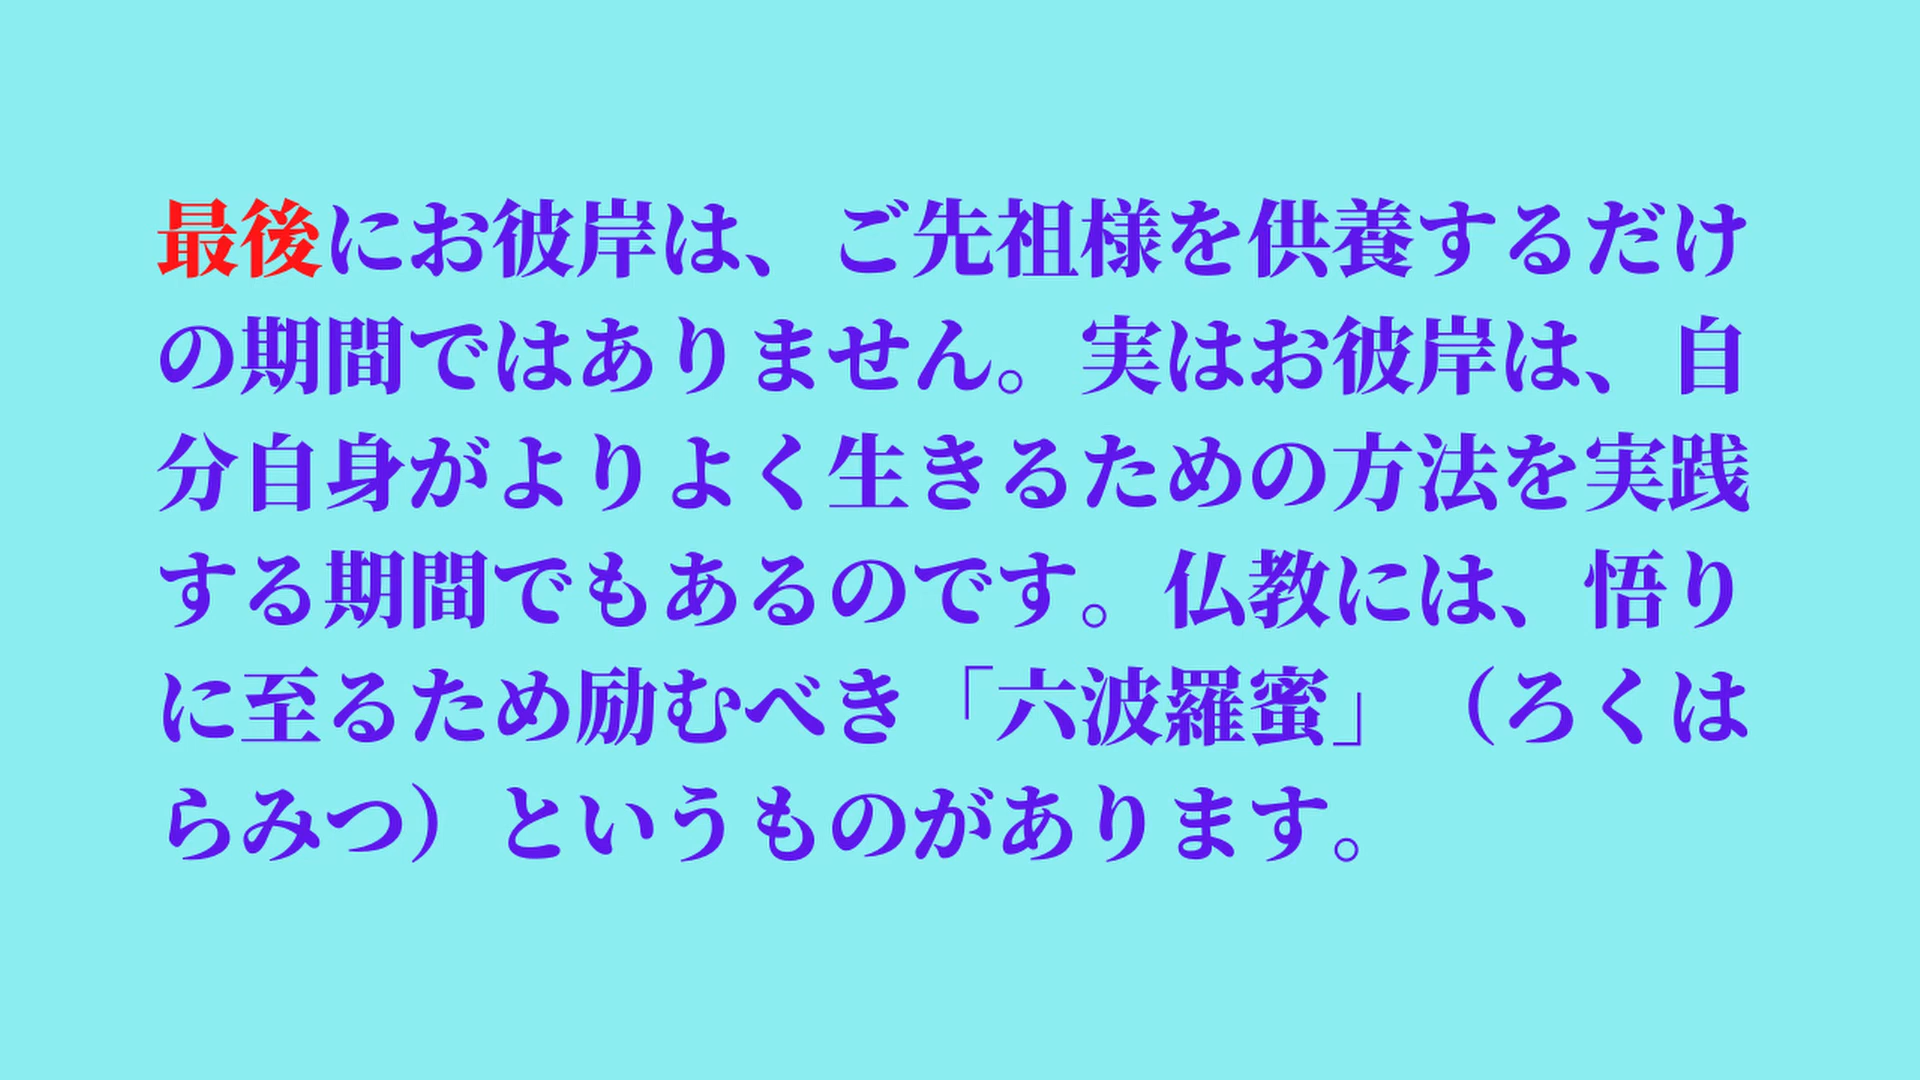 最後にお彼岸は、ご先祖様を供養するだけ
の期間ではありません。実はお彼岸は、自
分自身がよりよく生きるための方法を実践
する期間でもあるのです。仏教には、悟り
に至るため励むべき「六波羅蜜」（ろくは
らみつ）というものがあります。